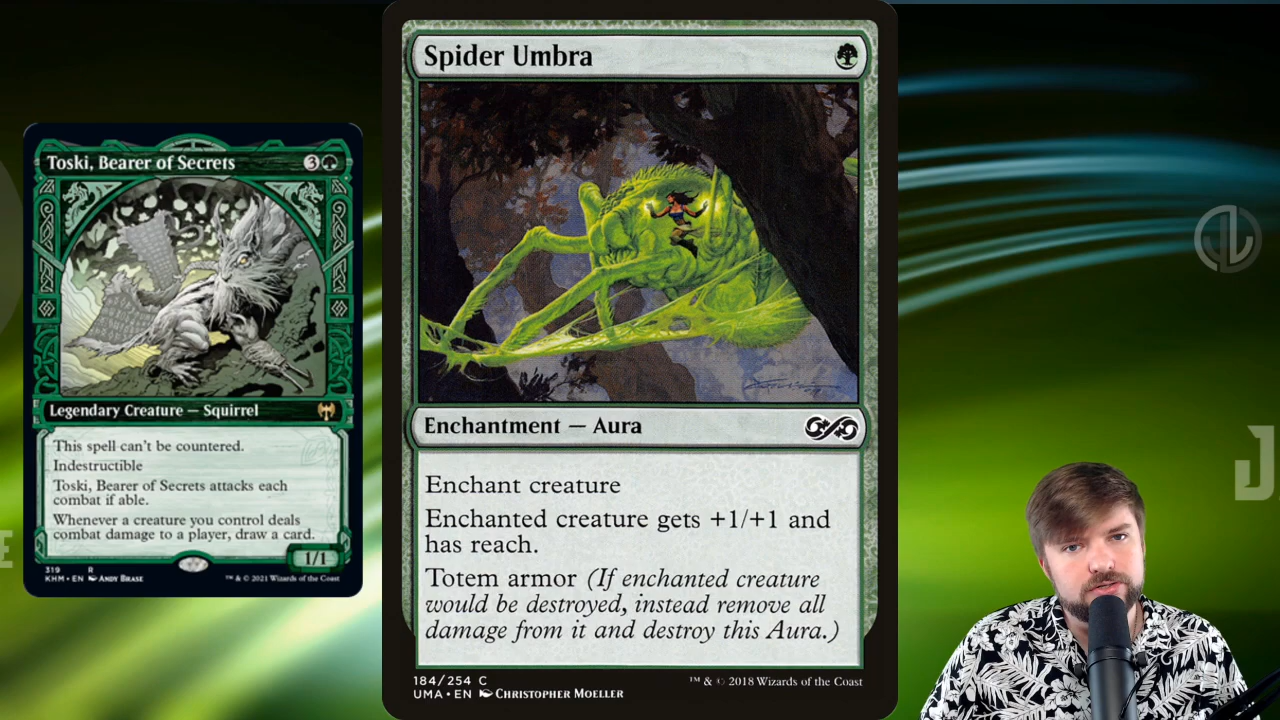 Toski, Bearer of Secrets 3
Legendary Creature — Squirrel
This spell can't be countered.
Indestructible
Toski, Bearer of Secrets attacks each
combat if able.
Whenever a creature you control deals
combat damage to a player, draw a card.
1/1
319 R
KHM • EN ANDY BRASE
™ & © 2021 Wizards of the Coast
Spider Umbra
Enchantment — Aura
Enchant creature
Enchanted creature gets +1/+1 and
has reach.
Totem armor (If enchanted creature
would be destroyed, instead remove all
damage from it and destroy this Aura.)
184/254 C
UMA • EN CHRISTOPHER MOELLER
™ & © 2018 Wizards of the Coast